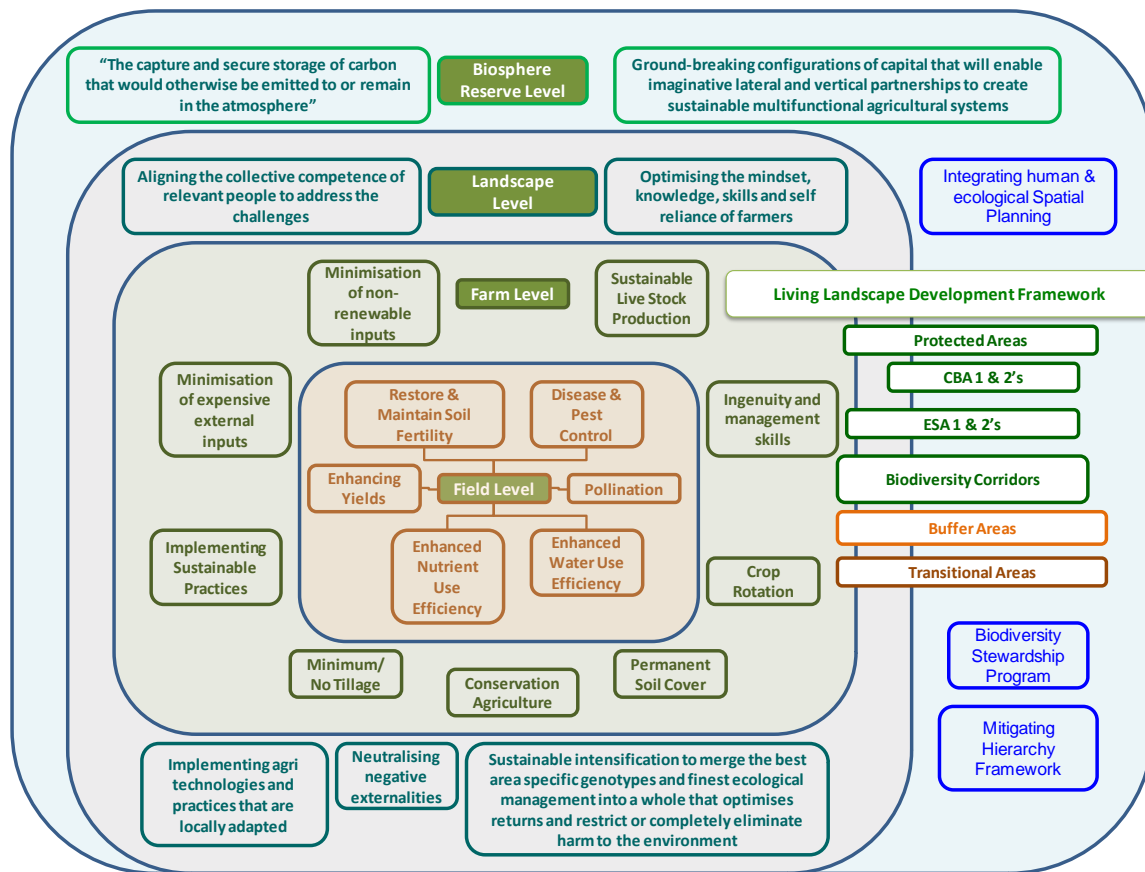 “The capture and secure storage of carbon
that would otherwise be emitted to or remain
in the atmosphere”
Biosphere
Reserve Level
Ground-breaking configurations of capital that will enable
imaginative lateral and vertical partnerships to create
sustainable multifunctional agricultural systems
Aligning the collective competence of
relevant people to address the
challenges
Landscape
Level
Optimising the mindset,
knowledge, skills and self
reliance of farmers
Integrating human &
ecological Spatial
Planning
Minimisation
of non-
renewable
inputs
Farm Level
Sustainable
Live Stock
Production
Living Landscape Development Framework
Protected Areas
CBA 1 & 2's
ESA 1 & 2's
Biodiversity Corridors
Buffer Areas
Transitional Areas
Minimisation
of expensive
external
inputs
Restore &
Maintain Soil
Fertility
Disease &
Pest
Control
Ingenuity and
management
skills
Enhancing
Yields
Field Level
Pollination
Implementing
Sustainable
Practices
Enhanced
Nutrient
Use
Efficiency
Enhanced
Water Use
Efficiency
Crop
Rotation
Minimum/
No Tillage
Conservation
Agriculture
Permanent
Soil Cover
Biodiversity
Stewardship
Program
Mitigating
Hierarchy
Framework
Implementing agri
technologies and
practices that are
locally adapted
Neutralising
negative
externalities
Sustainable intensification to merge the best
area specific genotypes and finest ecological
management into a whole that optimises
returns and restrict or completely eliminate
harm to the environment